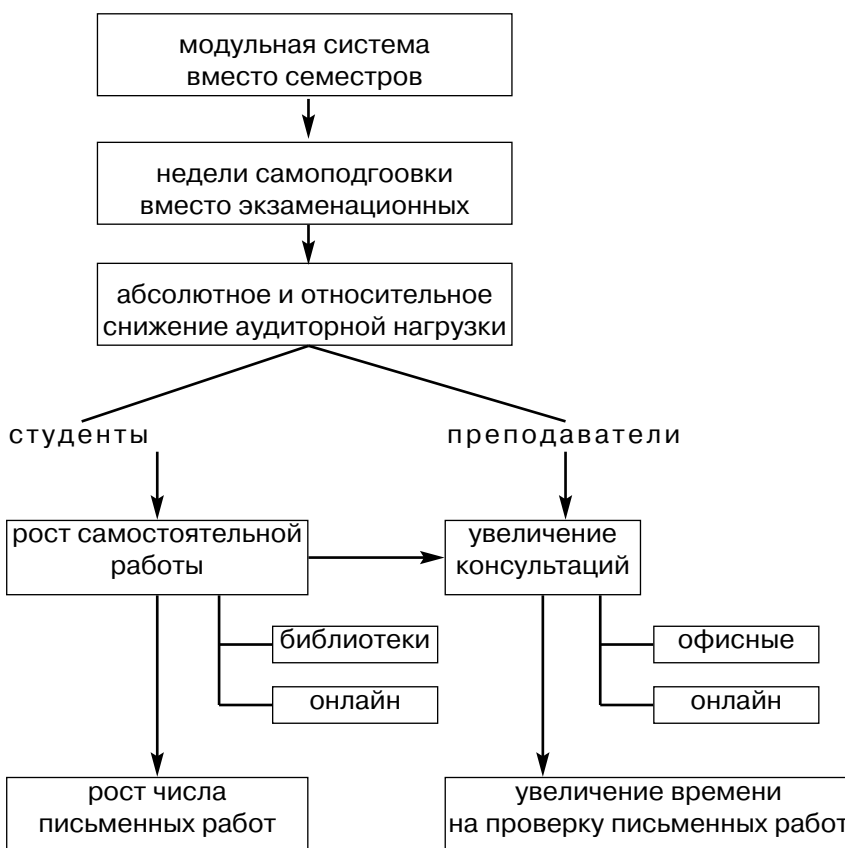 модульная система
вместо семестров
недели самоподгоовки
вместо экзаменационных
абсолютное и относительное
снижение аудиторной нагрузки
студенты
преподаватели
рост самостоятельной
работы
увеличение
консультаций
библиотеки
офисные
онлайн
онлайн
рост числа
письменных работ
увеличение времени
на проверку письменных работ